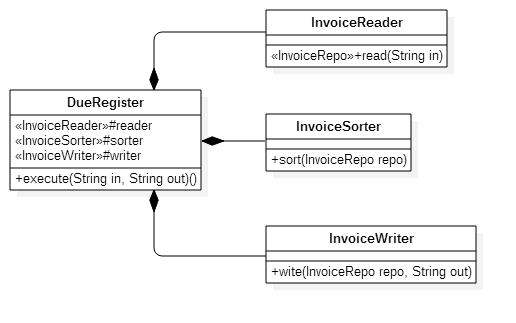 InvoiceReader
«InvoiceRepo»+read(String in)
DueRegister
«InvoiceReader»#reader
«InvoiceSorter»#sorter
«InvoiceWriter»#writer
+execute(String in, String out)()
InvoiceSorter
+sort(InvoiceRepo repo)
InvoiceWriter
+wite(InvoiceRepo repo, String out)